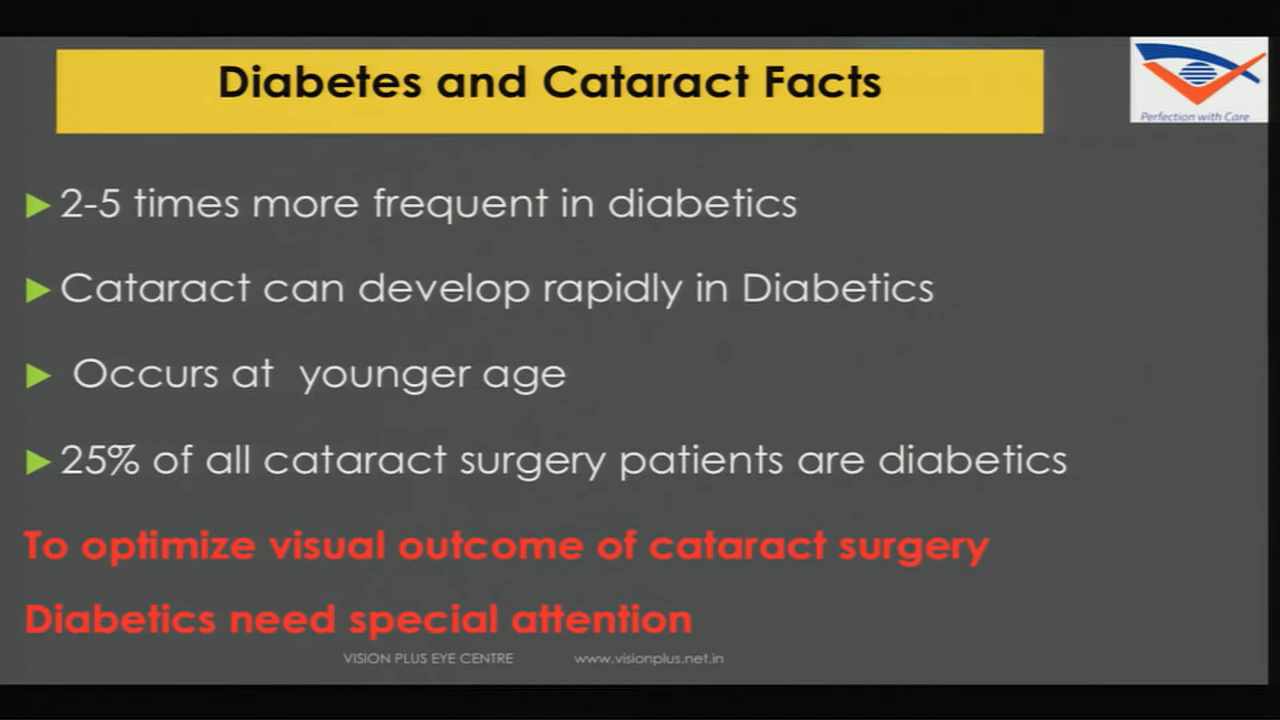 Diabetes and Cataract Facts
Perfection with Care
2-5 times more frequent in diabetics
Cataract can develop rapidly in Diabetics
Occurs at younger age
25% of all cataract surgery patients are diabetics
To optimize visual outcome of cataract surgery
Diabetics need special attention
VISION PLUS EYE CENTRE www.visionplus.net.in